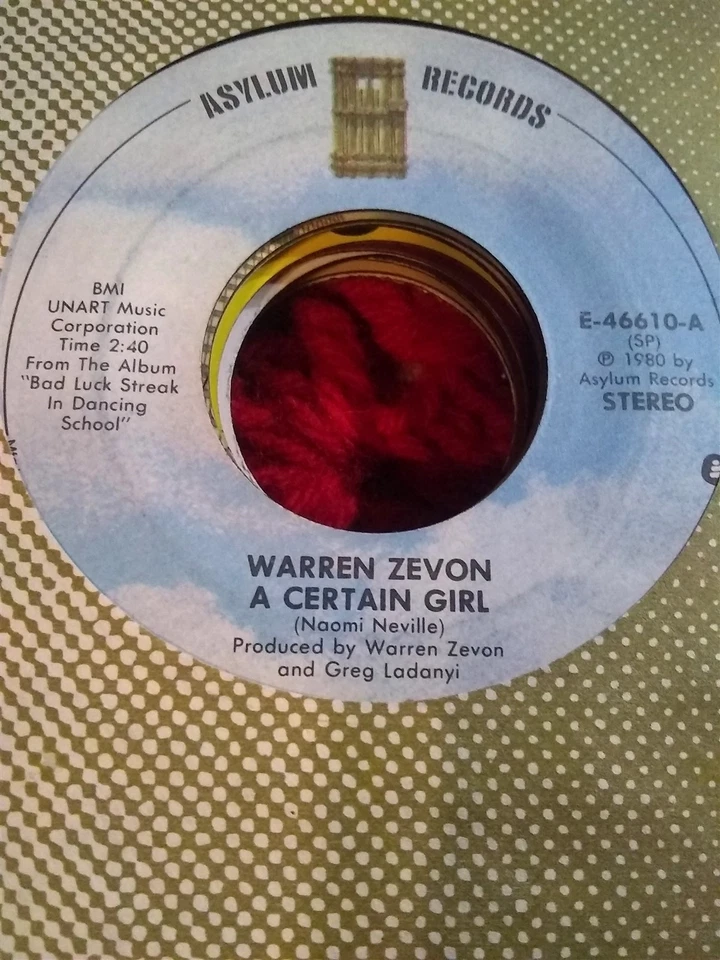 ASYLUM RECORDS
BMI
UNART Music
Corporation
Time 2:40
From The Album
"Bad Luck Streak
In Dancing
School"
E-46610-A
(SP)
℗ 1980 by
Asylum Records
STEREO
WARREN ZEVON
A CERTAIN GIRL
(Naomi Neville)
Produced by Warren Zevon
and Greg Ladanyi